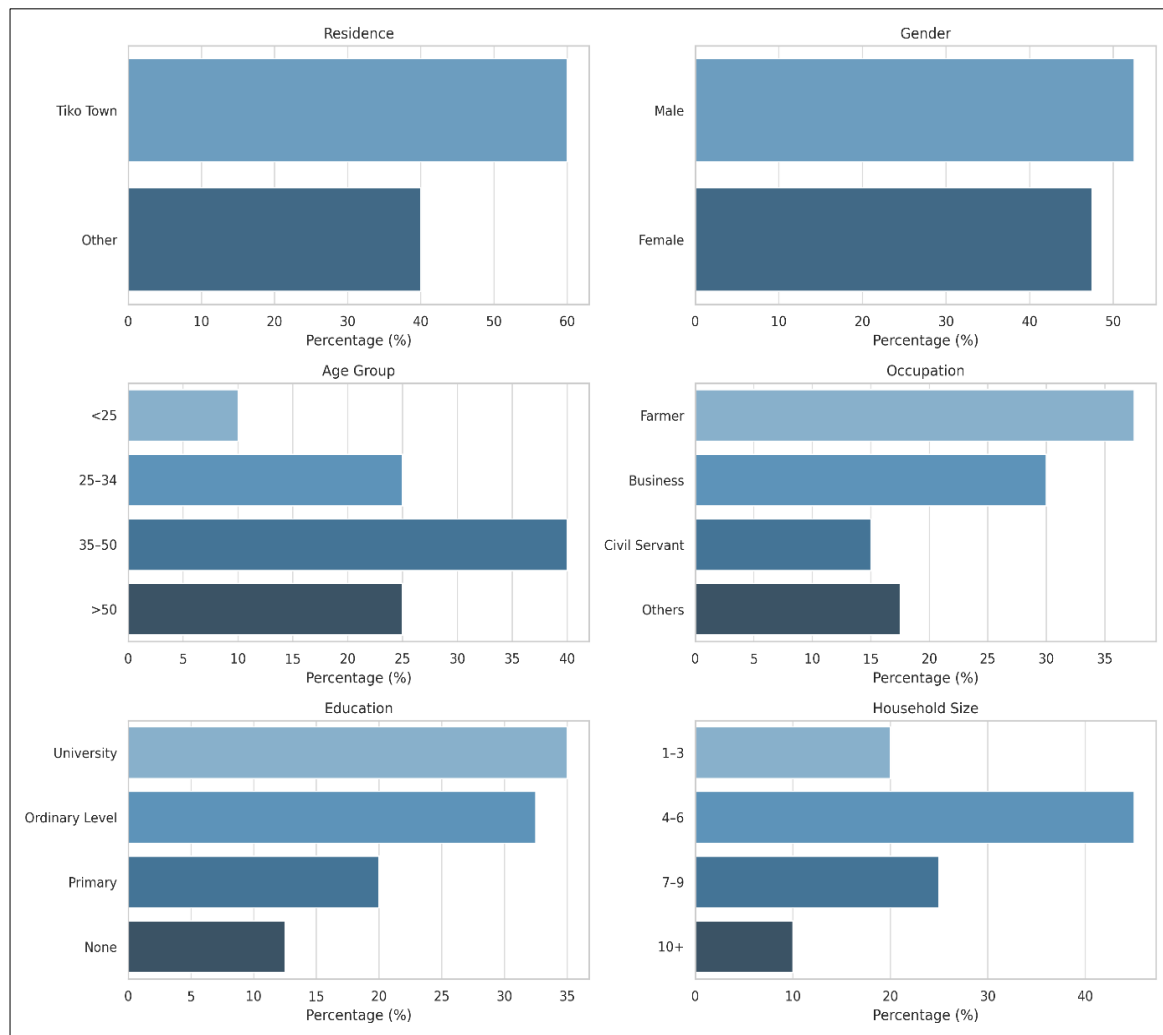 Residence
Tiko Town
Other
0 10 20 30 40 50 60
Percentage (%)
Gender
Male
Female
0 10 20 30 40 50
Percentage (%)
Age Group
<25
25–34
35–50
>50
0 5 10 15 20 25 30 35 40
Percentage (%)
Occupation
Farmer
Business
Civil Servant
Others
0 5 10 15 20 25 30 35
Percentage (%)
Education
University
Ordinary Level
Primary
None
0 5 10 15 20 25 30 35
Percentage (%)
Household Size
1–3
4–6
7–9
10+
0 10 20 30 40
Percentage (%)